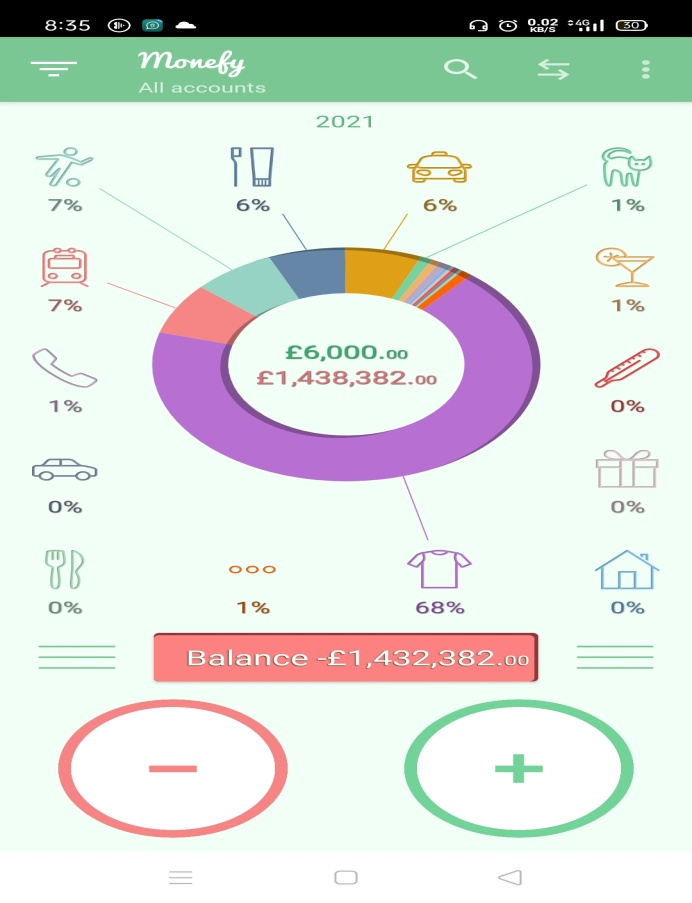 8:35
0.02 KB/S 4G 30
Monefy
All accounts
2021
7% 6% 6% 1%
7% 1%
1% 0%
0% 0%
£6,000.00
£1,438,382.00
0% 1% 68% 0%
Balance -£1,432,382.00